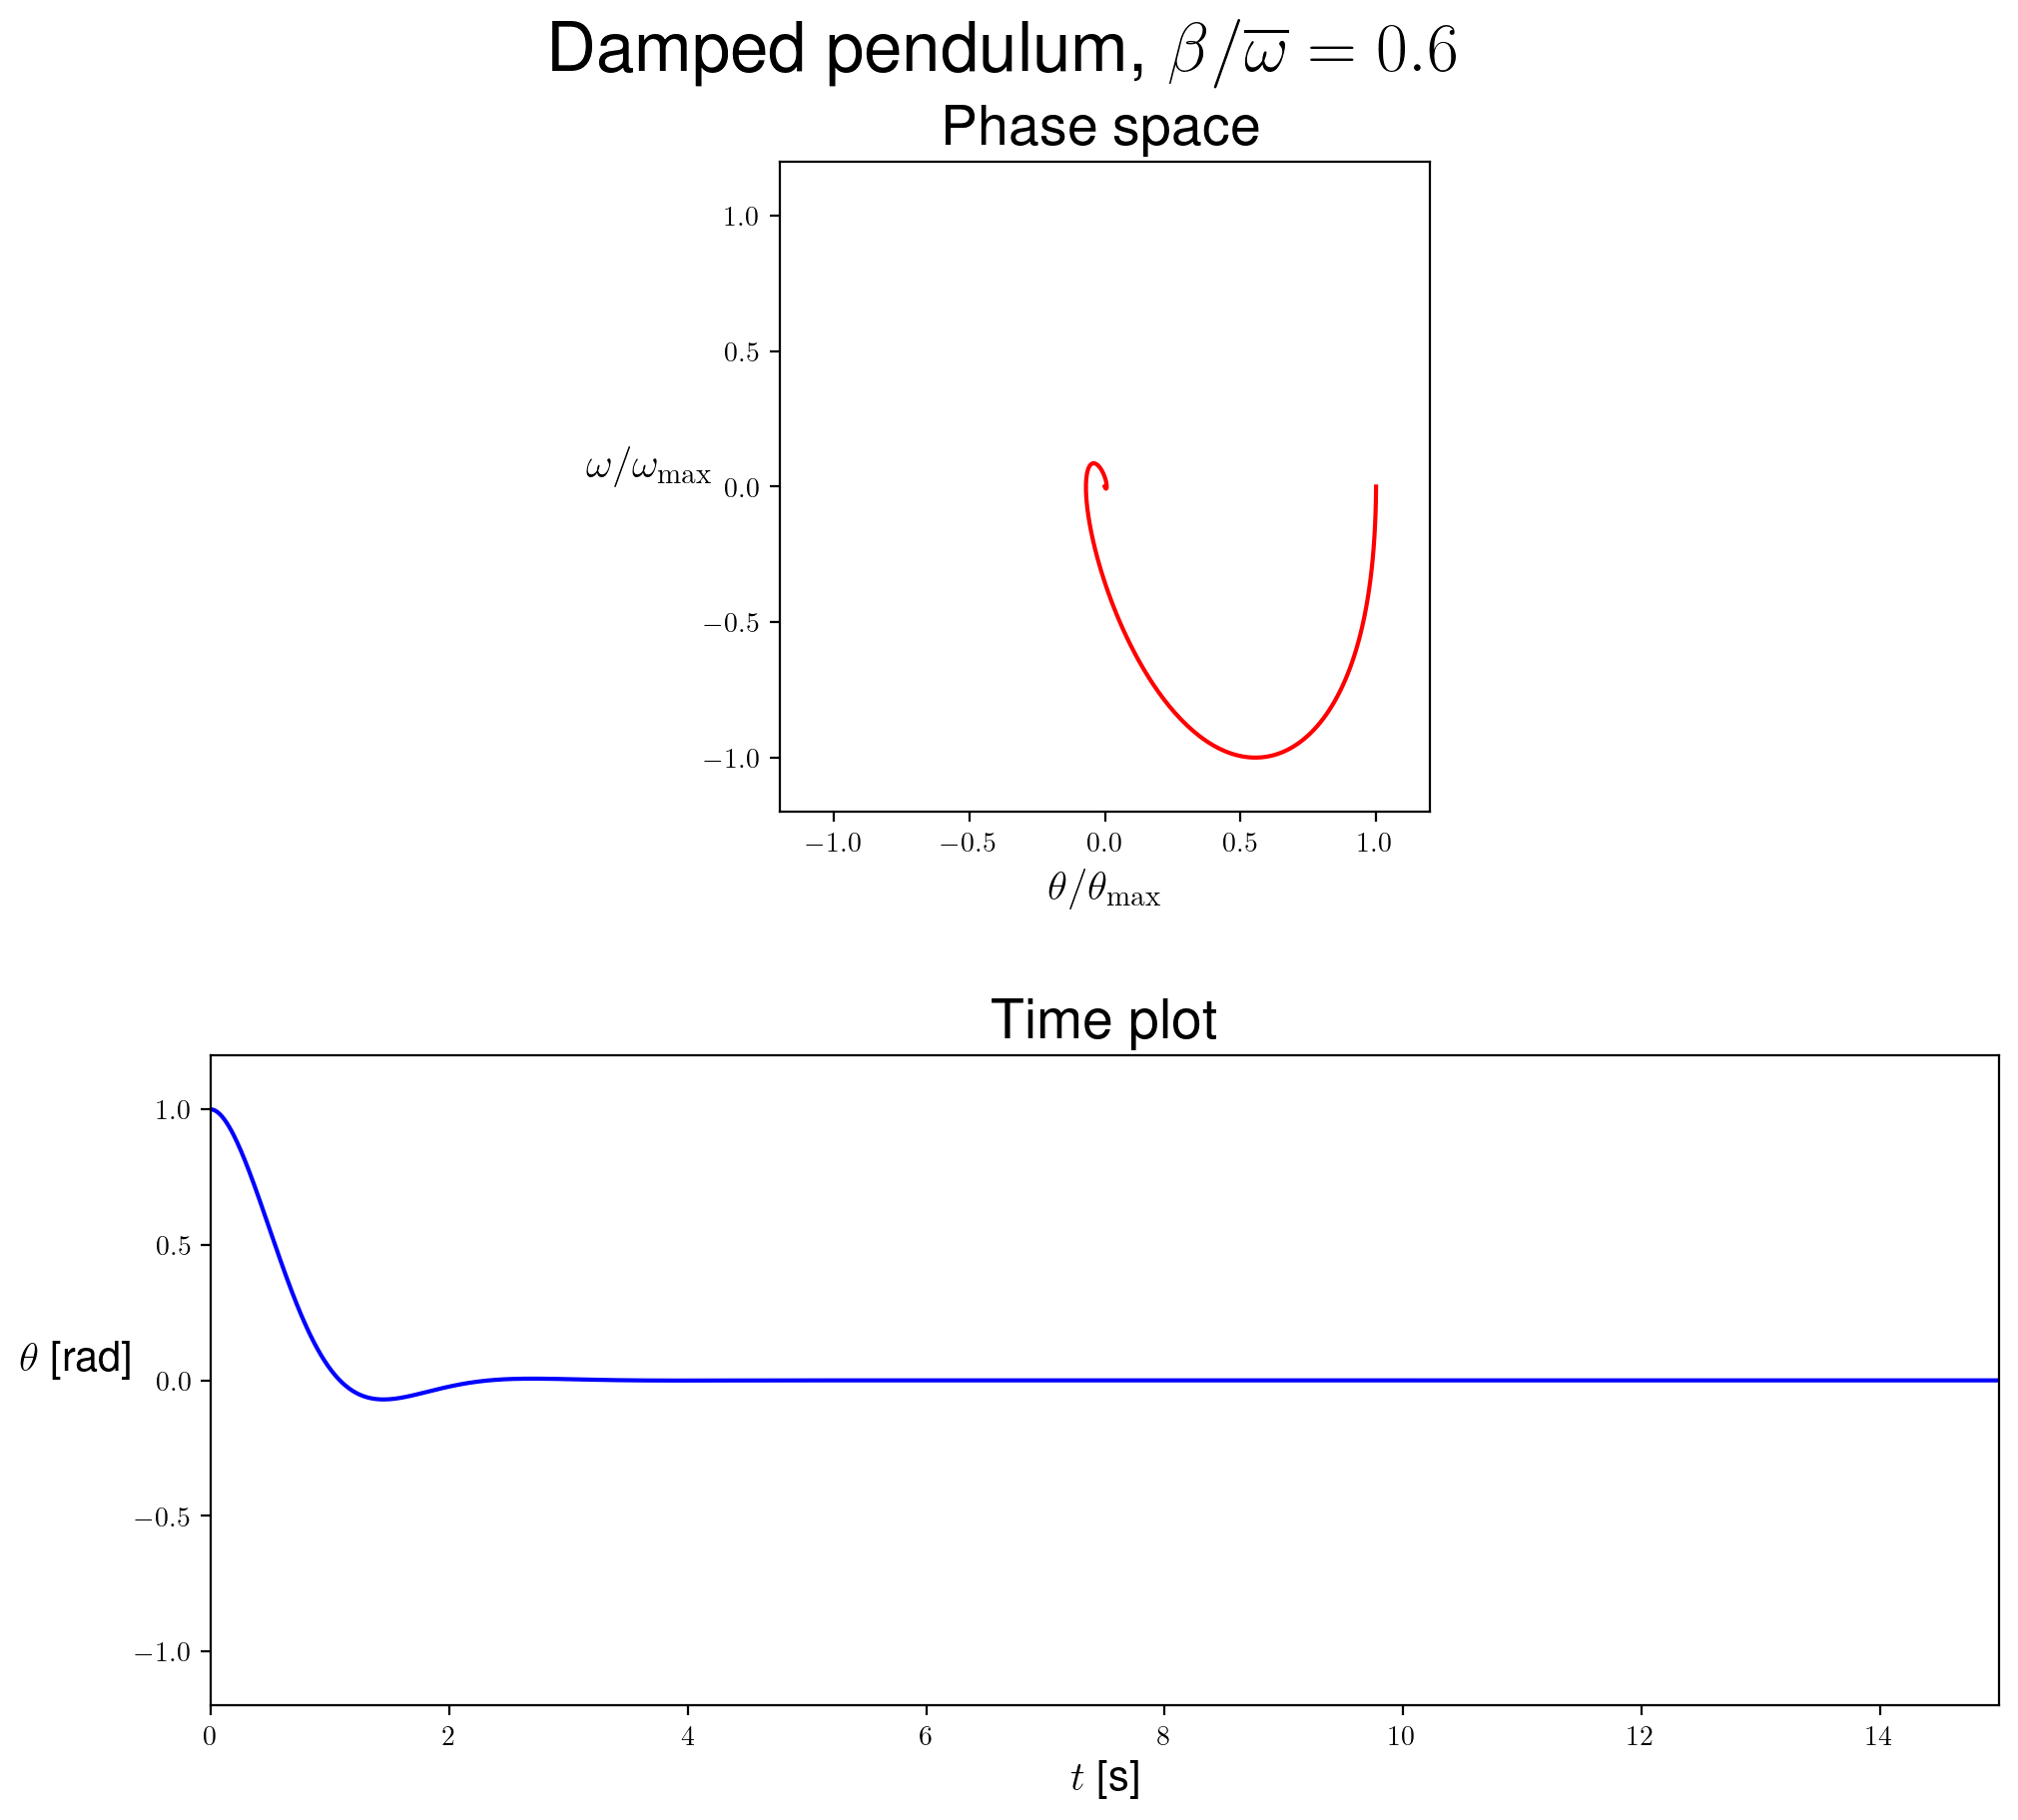 Damped pendulum, β/ω̅ = 0.6
Phase space
1.0
0.5
ω/ω_max 0.0
−0.5
−1.0
−1.0 −0.5 0.0 0.5 1.0
θ/θ_max
Time plot
1.0
0.5
θ [rad] 0.0
−0.5
−1.0
0 2 4 6 8 10 12 14
t [s]